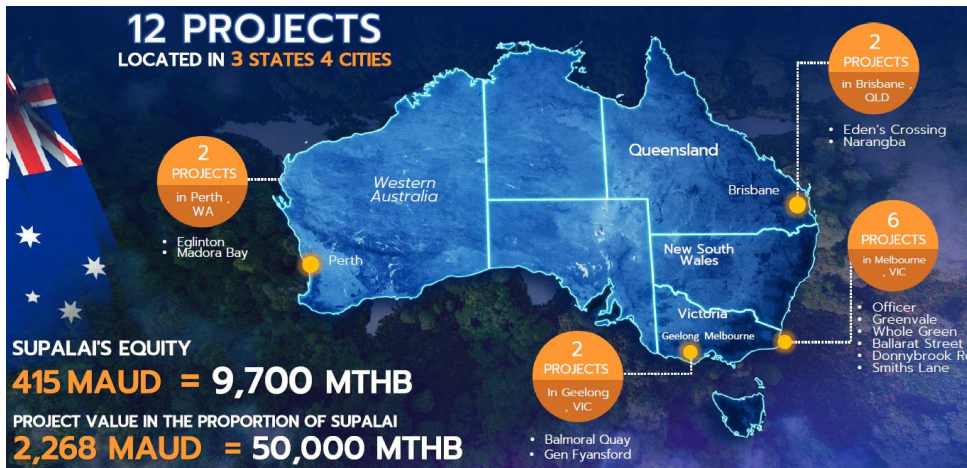 12 PROJECTS
LOCATED IN 3 STATES 4 CITIES
2
PROJECTS
in Perth ,
WA
Eglinton
Madora Bay
Western
Australia
Perth
Queensland
Brisbane
New South
Wales
Victoria
Geelong Melbourne
2
PROJECTS
in Brisbane ,
QLD
Eden's Crossing
Narangba
6
PROJECTS
in Melbourne
, VIC
Officer
Greenvale
Whole Green
Ballarat Street
Donnybrook
Smiths Lane
2
PROJECTS
In Geelong
, VIC
Balmoral Quay
Gen Fyansford
SUPALAI'S EQUITY
415 MAUD = 9,700 MTHB
PROJECT VALUE IN THE PROPORTION OF SUPALAI
2,268 MAUD = 50,000 MTHB